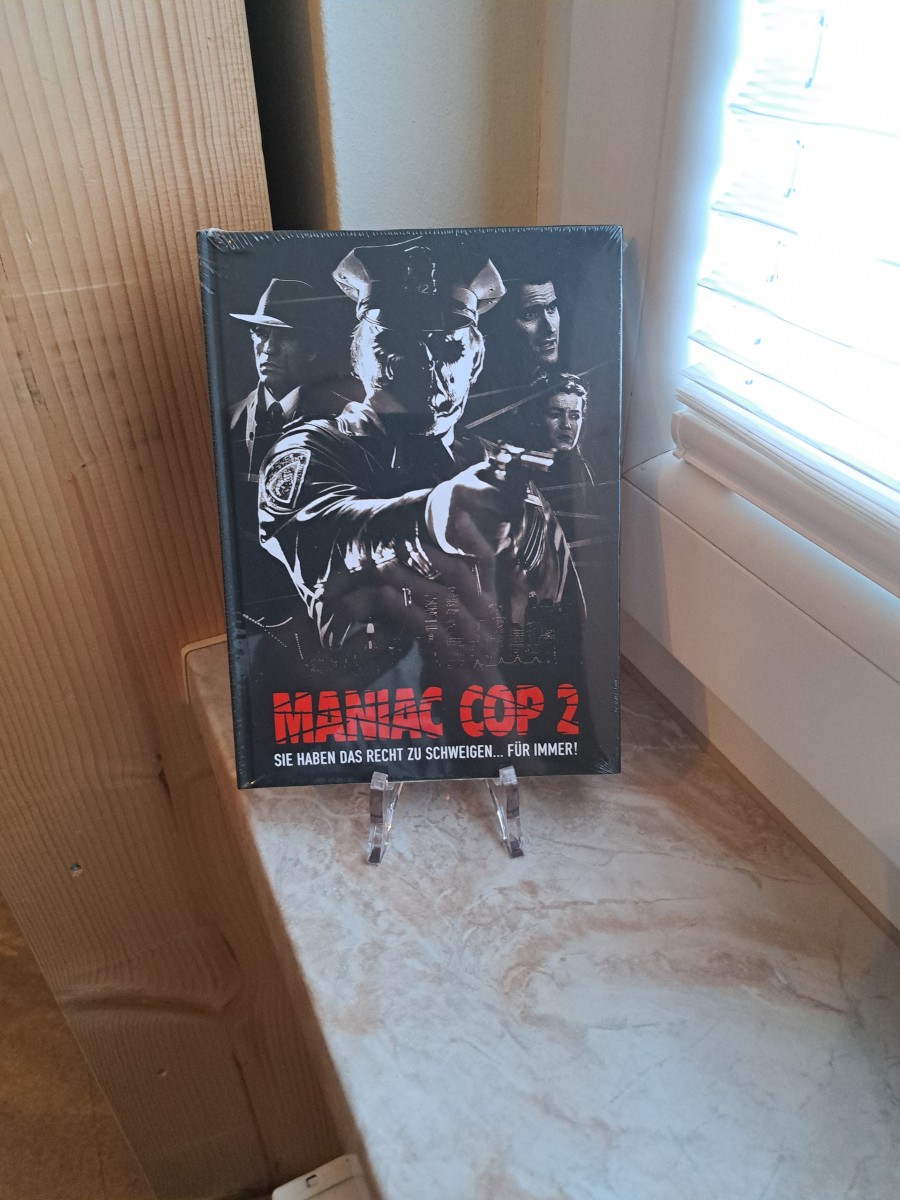 MANIAC COP 2
SIE HABEN DAS RECHT ZU SCHWEIGEN... FÜR IMMER!